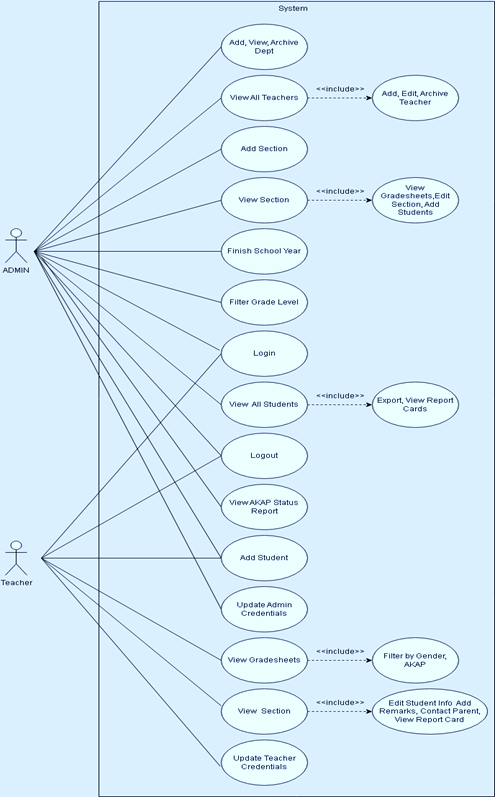 System
Add, View, Archive
Dept
View All Teachers
<<include>>
Add, Edit, Archive
Teacher
Add Section
View Section
<<include>>
View
Gradesheets,Edit
Section, Add
Students
ADMIN
Finish School Year
Filter Grade Level
Login
View All Students
<<include>>
Export, View Report
Cards
Logout
View AKAP Status
Report
Teacher
Add Student
Update Admin
Credentials
View Gradesheets
<<include>>
Filter by Gender,
AKAP
View Section
<<include>>
Edit Student Info Add
Remarks, Contact Parent,
View Report Card
Update Teacher
Credentials